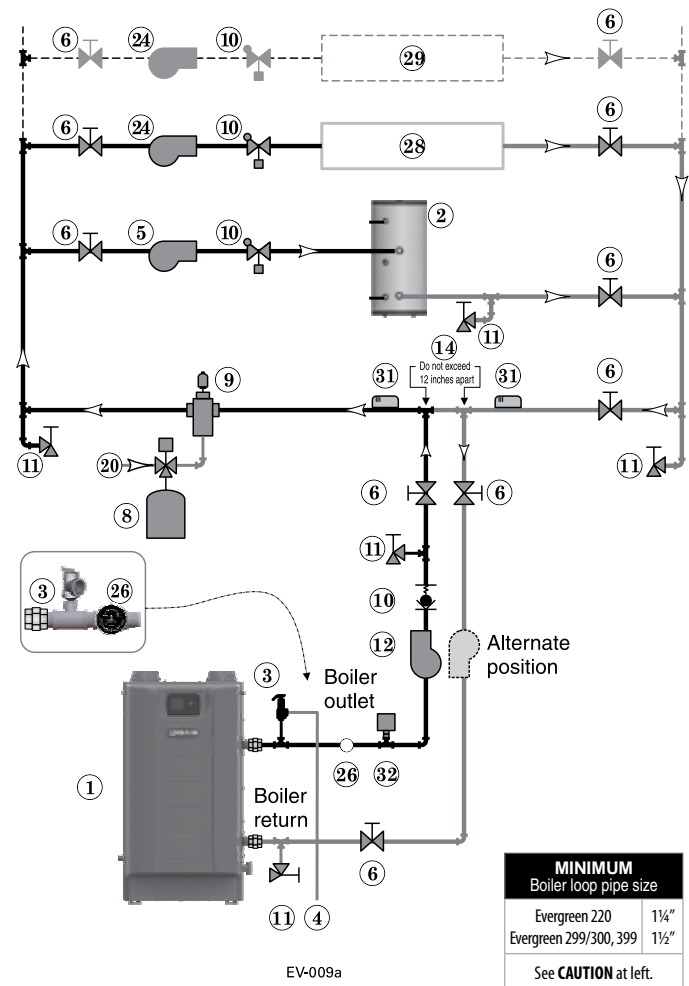 6 24 10 6
29
6 24 10 6
28
6 5 10 2
6
11
14
Do not exceed
12 inches apart
9 31 31 6
11 20 11
8 6 6
11
3 26 10
12
Alternate
position
3 Boiler
outlet
26 32
1
Boiler
return
6
11 4
MINIMUM
Boiler loop pipe size
Evergreen 220 1¼"
Evergreen 299/300, 399 1½"
See CAUTION at left.
EV-009a